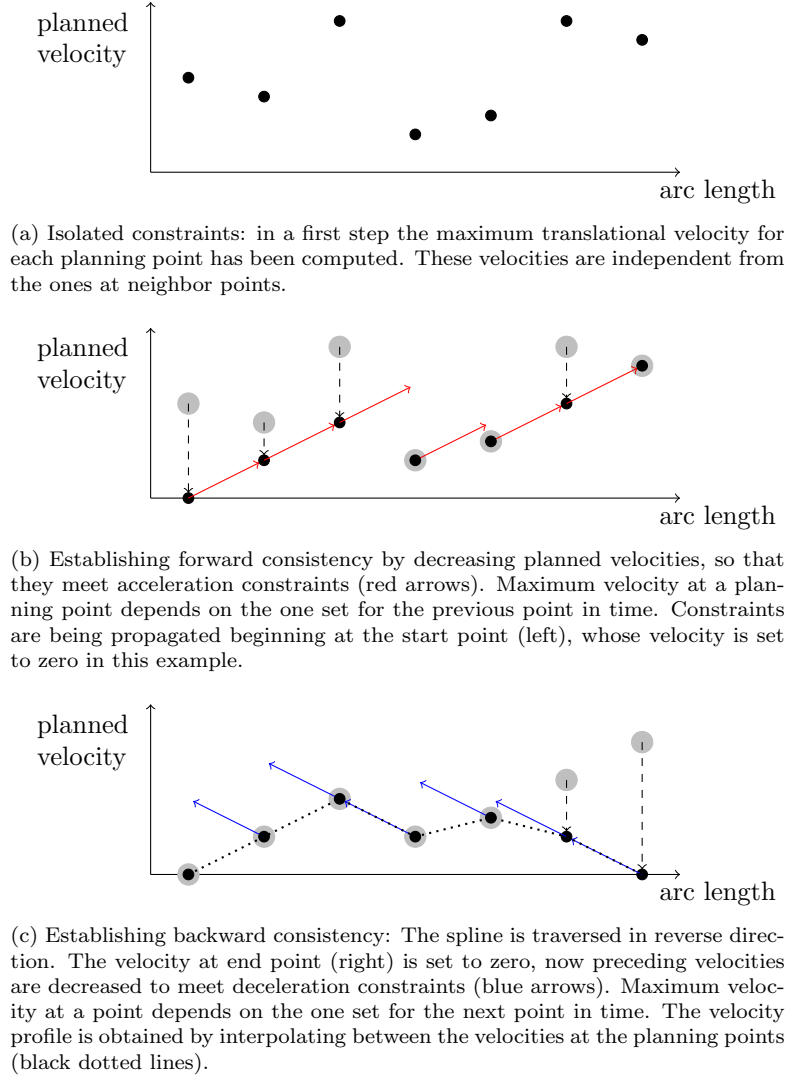 planned
velocity
arc length
(a) Isolated constraints: in a first step the maximum translational velocity for
each planning point has been computed. These velocities are independent from
the ones at neighbor points.
planned
velocity
arc length
(b) Establishing forward consistency by decreasing planned velocities, so that
they meet acceleration constraints (red arrows). Maximum velocity at a plan-
ning point depends on the one set for the previous point in time. Constraints
are being propagated beginning at the start point (left), whose velocity is set
to zero in this example.
planned
velocity
arc length
(c) Establishing backward consistency: The spline is traversed in reverse direc-
tion. The velocity at end point (right) is set to zero, now preceding velocities
are decreased to meet deceleration constraints (blue arrows). Maximum veloc-
ity at a point depends on the one set for the next point in time. The velocity
profile is obtained by interpolating between the velocities at the planning points
(black dotted lines).